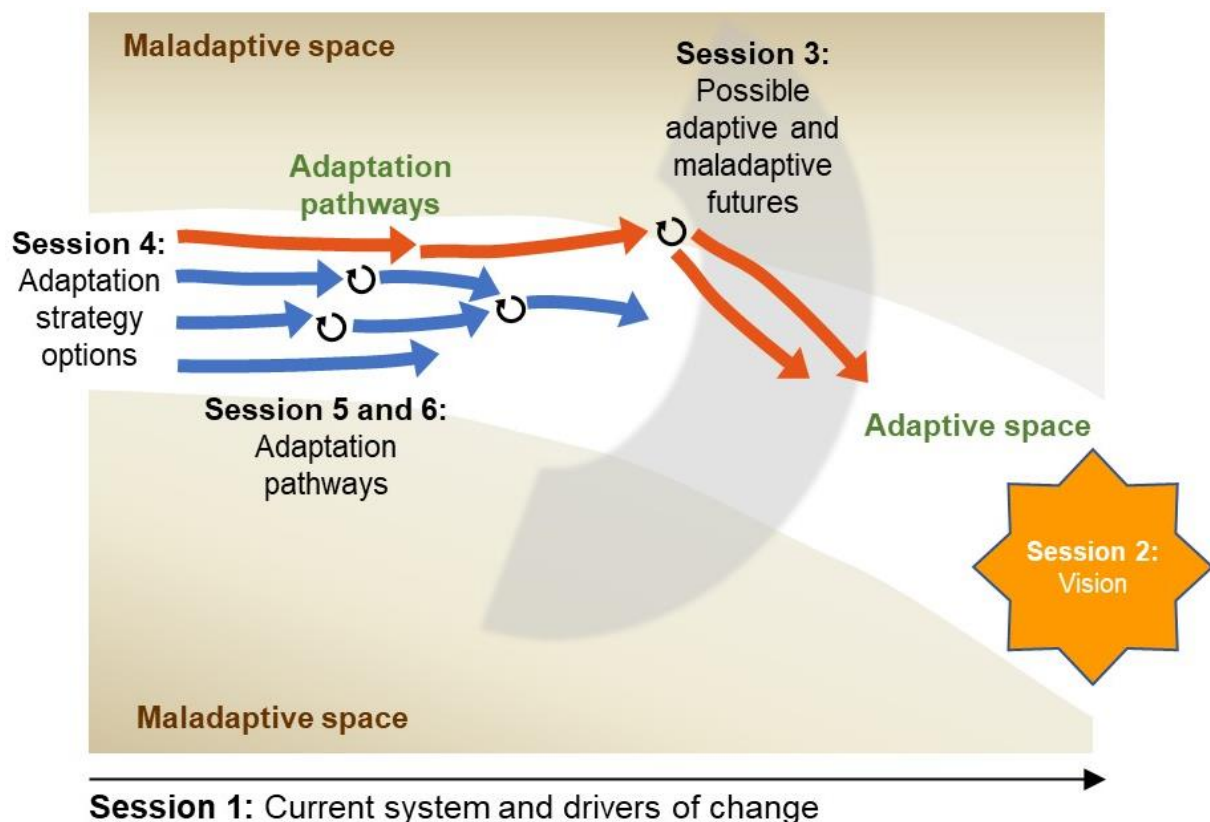 Maladaptive space
Session 3:
Possible
adaptive and
maladaptive
futures
Adaptation
pathways
Session 4:
Adaptation
strategy
options
Session 5 and 6:
Adaptation
pathways
Adaptive space
Session 2:
Vision
Maladaptive space
Session 1: Current system and drivers of change